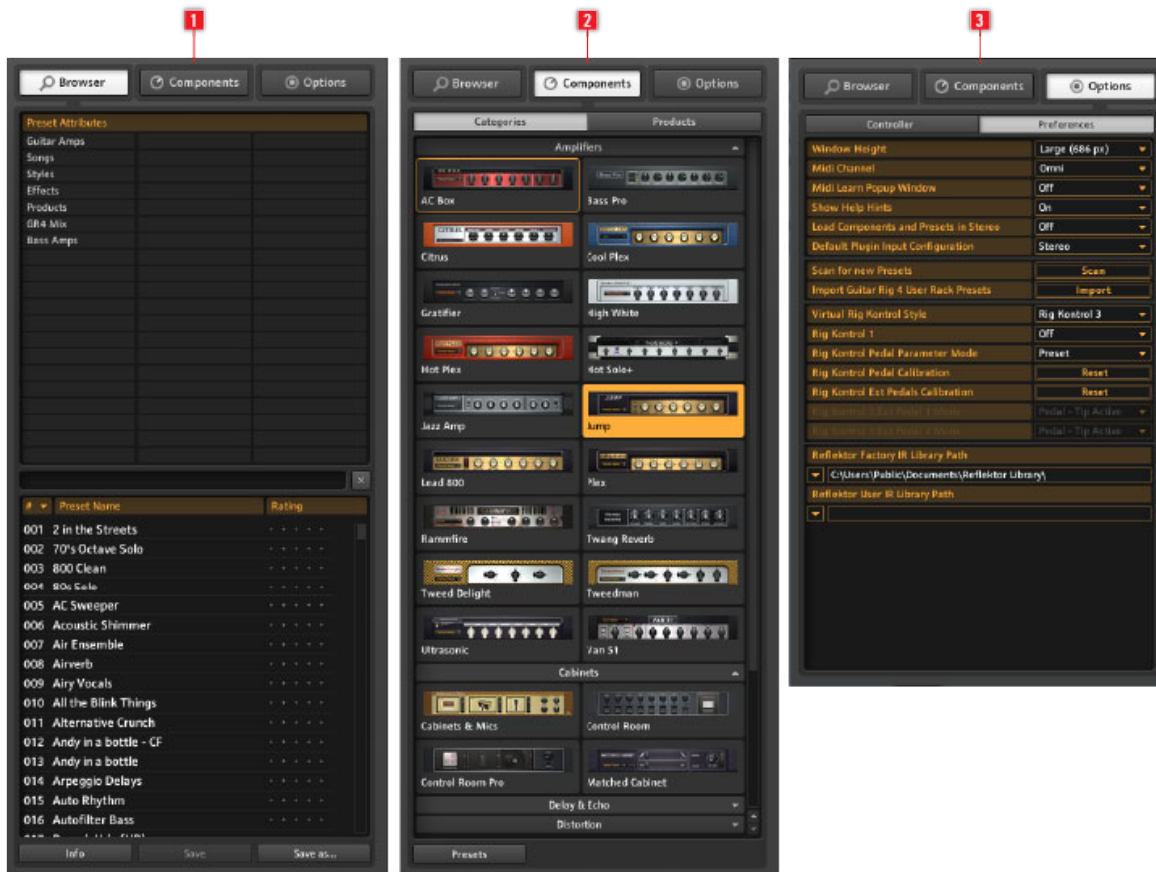 1
2
3
Browser Components Options
Preset Attributes
Guitar Amps
Songs
Styles
Effects
Products
GR4 Mix
Bass Amps
# Preset Name Rating
001 2 in the Streets
002 70's Octave Solo
003 800 Clean
004 80s Solo
005 AC Sweeper
006 Acoustic Shimmer
007 Air Ensemble
008 Airverb
009 Airy Vocals
010 All the Blink Things
011 Alternative Crunch
012 Andy in a bottle - CF
013 Andy in a bottle
014 Arpeggio Delays
015 Auto Rhythm
016 Autofilter Bass
Info Save Save as...
Browser Components Options
Categories Products
Amplifiers
AC Box Bass Pro
Citrus Cool Plex
Gratifier High White
Hot Plex Hot Solo+
Jazz Amp Jump
Lead 800 Plex
Rammfire Twang Reverb
Tweed Delight Tweedman
Ultrasonic Van 51
Cabinets
Cabinets & Mics Control Room
Control Room Pro Matched Cabinet
Delay & Echo
Distortion
Presets
Browser Components Options
Controller Preferences
Window Height Large (686 px)
Midi Channel Omni
Midi Learn Popup Window Off
Show Help Hints On
Load Components and Presets in Stereo Off
Default Plugin Input Configuration Stereo
Scan for new Presets Scan
Import Guitar Rig 4 User Rack Presets Import
Virtual Rig Kontrol Style Rig Kontrol 3
Rig Kontrol 1 Off
Rig Kontrol Pedal Parameter Mode Preset
Rig Kontrol Pedal Calibration Reset
Rig Kontrol Ext Pedals Calibration Reset
Pedal - Tip Active
Pedal - Tip Active
Reflektor Factory IR Library Path
C:\Users\Public\Documents\Reflektor Library\
Reflektor User IR Library Path